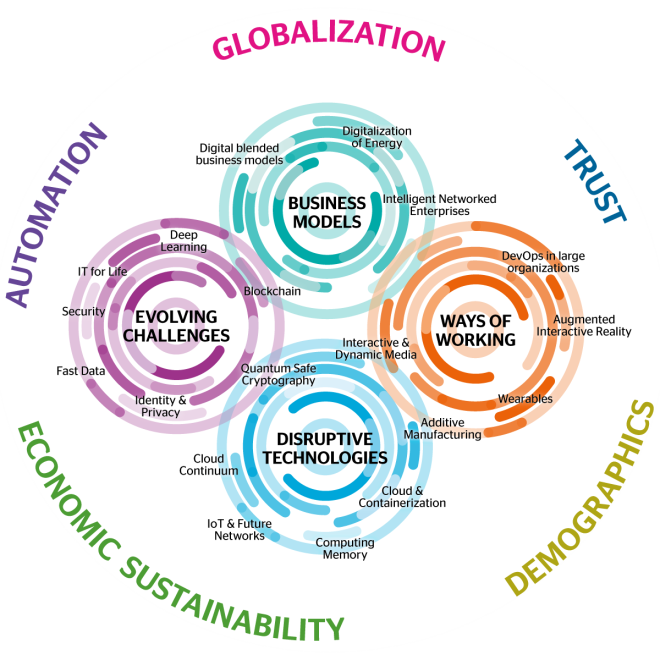 GLOBALIZATION
AUTOMATION
TRUST
Digital blended
business models
Digitalization
of Energy
BUSINESS
MODELS
Intelligent Networked
Enterprises
Deep
Learning
IT for Life
Security
Blockchain
EVOLVING
CHALLENGES
Fast Data
Identity &
Privacy
DevOps in large
organizations
Augmented
Interactive Reality
WAYS OF
WORKING
Interactive &
Dynamic Media
Wearables
Quantum Safe
Cryptography
Additive
Manufacturing
DISRUPTIVE
TECHNOLOGIES
Cloud
Continuum
Cloud &
Containerization
IoT & Future
Networks
Computing
Memory
ECONOMIC SUSTAINABILITY
DEMOGRAPHICS